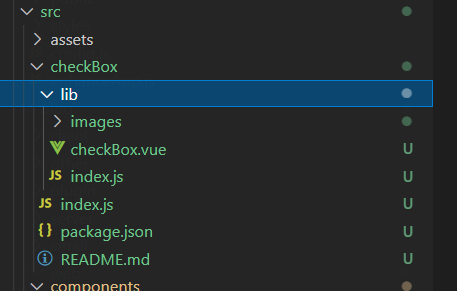 src
assets
checkBox
lib
images
checkBox.vue U
JS index.js U
JS index.js U
{} package.json U
README.md U
components